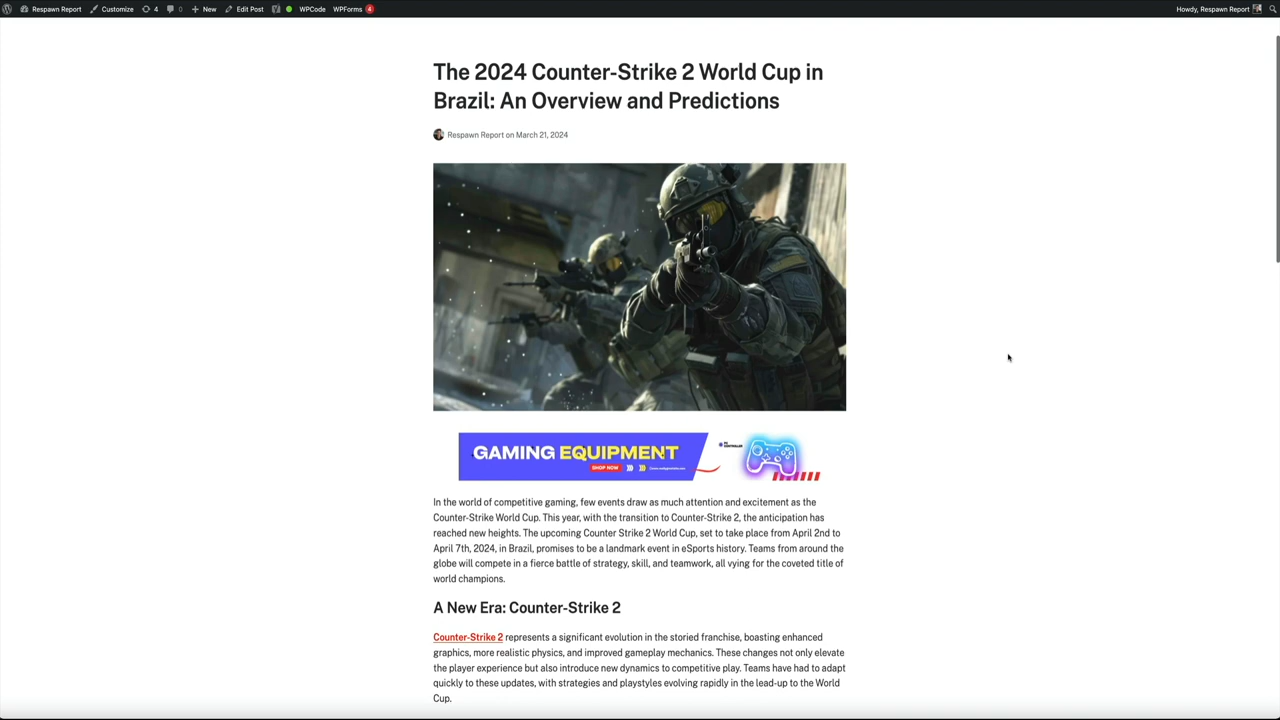 Respawn Report Customize 4 0 New Edit Post WPCode WPForms 4 Howdy, Respawn Report
The 2024 Counter-Strike 2 World Cup in
Brazil: An Overview and Predictions
Respawn Report on March 21, 2024
GAMING EQUIPMENT
SHOP NOW
PC
CONTROLLER
In the world of competitive gaming, few events draw as much attention and excitement as the
Counter-Strike World Cup. This year, with the transition to Counter-Strike 2, the anticipation has
reached new heights. The upcoming Counter Strike 2 World Cup, set to take place from April 2nd to
April 7th, 2024, in Brazil, promises to be a landmark event in eSports history. Teams from around the
globe will compete in a fierce battle of strategy, skill, and teamwork, all vying for the coveted title of
world champions.
A New Era: Counter-Strike 2
Counter-Strike 2 represents a significant evolution in the storied franchise, boasting enhanced
graphics, more realistic physics, and improved gameplay mechanics. These changes not only elevate
the player experience but also introduce new dynamics to competitive play. Teams have had to adapt
quickly to these updates, with strategies and playstyles evolving rapidly in the lead-up to the World
Cup.